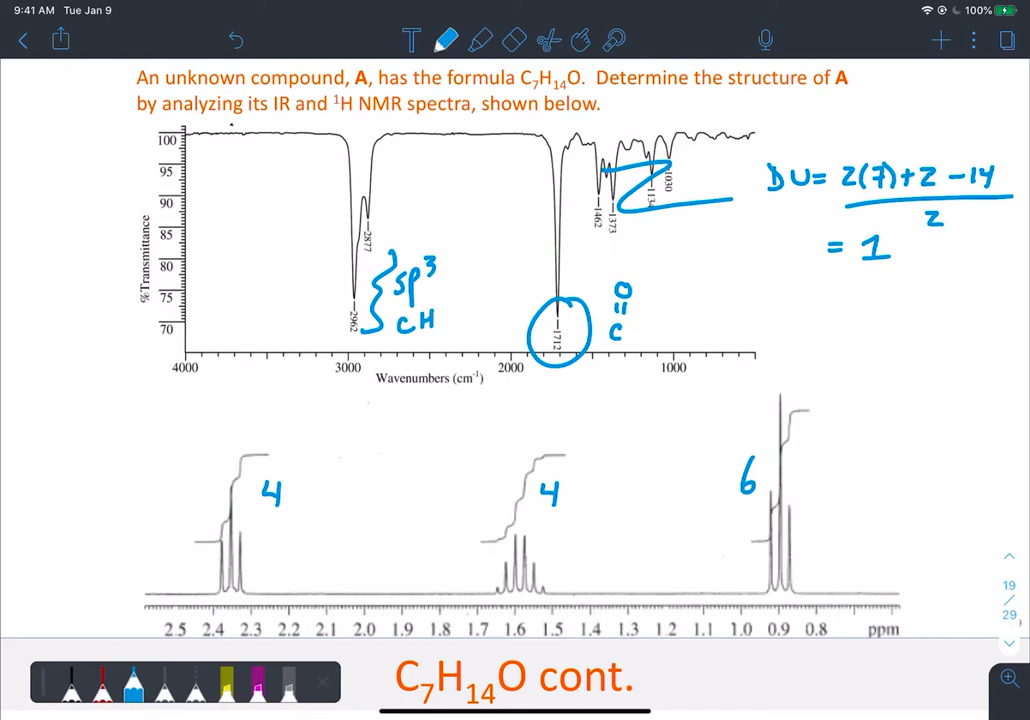 9:41 AM Tue Jan 9
100%
An unknown compound, A, has the formula C₇H₁₄O. Determine the structure of A
by analyzing its IR and ¹H NMR spectra, shown below.
100
95
90
85
80
75
70
%Transmittance
2962
2877
1712
1462
1373
1134
1030
sp³
CH
O
C
DU = 2(7)+2-14
2
= 1
4000
3000
2000
1000
Wavenumbers (cm⁻¹)
4
4
6
2.5 2.4 2.3 2.2 2.1 2.0 1.9 1.8 1.7 1.6 1.5 1.4 1.3 1.2 1.1 1.0 0.9 0.8 ppm
19
/
29
C₇H₁₄O cont.